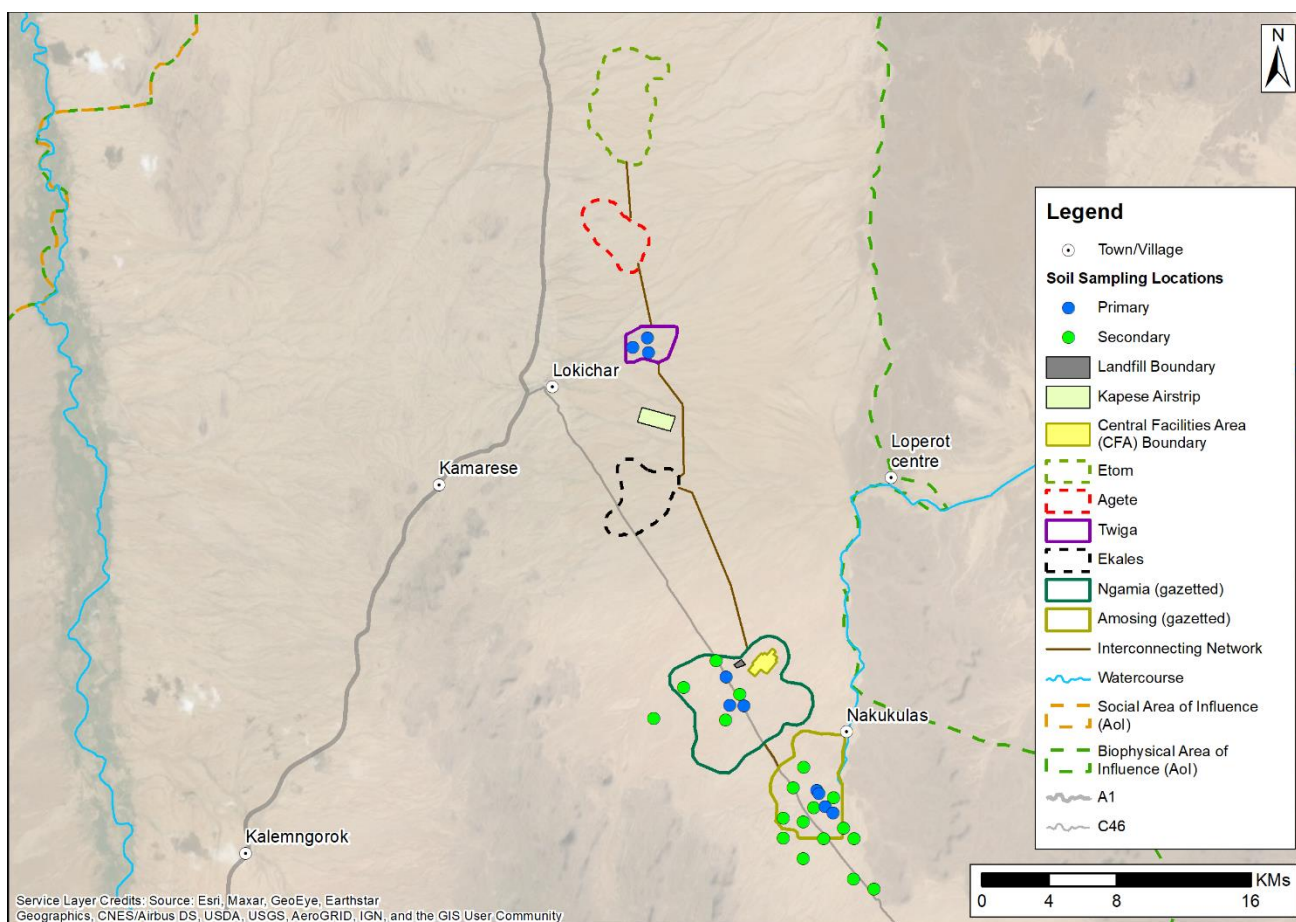 N
Lokichar
Kamarese
Loperot
centre
Nakukulas
Kalemngorok
Legend
Town/Village
Soil Sampling Locations
Primary
Secondary
Landfill Boundary
Kapese Airstrip
Central Facilities Area
(CFA) Boundary
Etom
Agete
Twiga
Ekales
Ngamia (gazetted)
Amosing (gazetted)
Interconnecting Network
Watercourse
Social Area of Influence
(AoI)
Biophysical Area of
Influence (AoI)
A1
C46
KMs
0 4 8 16
Service Layer Credits: Source: Esri, Maxar, GeoEye, Earthstar
Geographics, CNES/Airbus DS, USDA, USGS, AeroGRID, IGN, and the GIS User Community